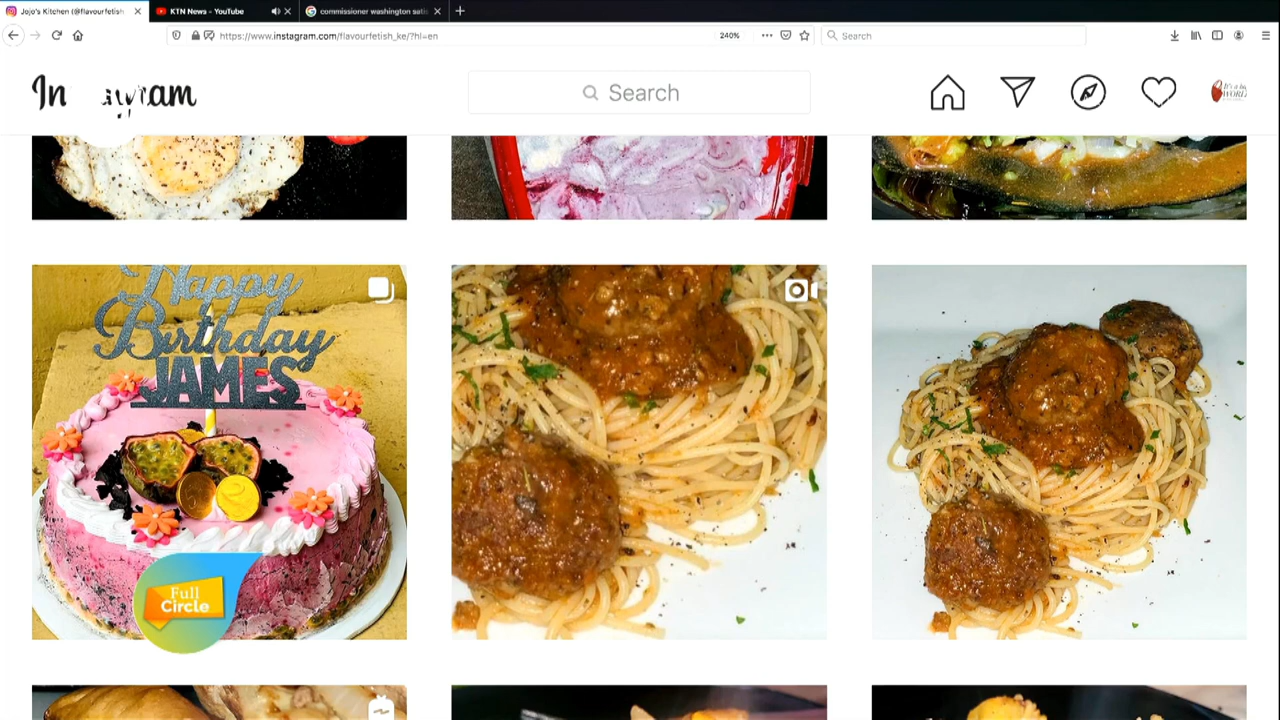 Jojo's Kitchen (@flavourfetish
KTN News - YouTube
commissioner washington sati
https://www.instagram.com/flavourfetish_ke/?hl=en
240%
Search
Search
Happy
Birthday
JAMES
Full
Circle